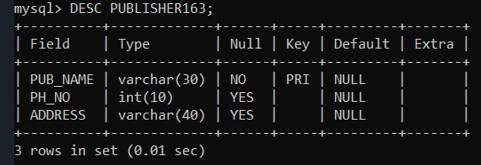 mysql> DESC PUBLISHER163;
+----------+-------------+------+-----+---------+-------+
| Field    | Type        | Null | Key | Default | Extra |
+----------+-------------+------+-----+---------+-------+
| PUB_NAME | varchar(30) | NO   | PRI | NULL    |       |
| PH_NO    | int(10)     | YES  |     | NULL    |       |
| ADDRESS  | varchar(40) | YES  |     | NULL    |       |
+----------+-------------+------+-----+---------+-------+
3 rows in set (0.01 sec)